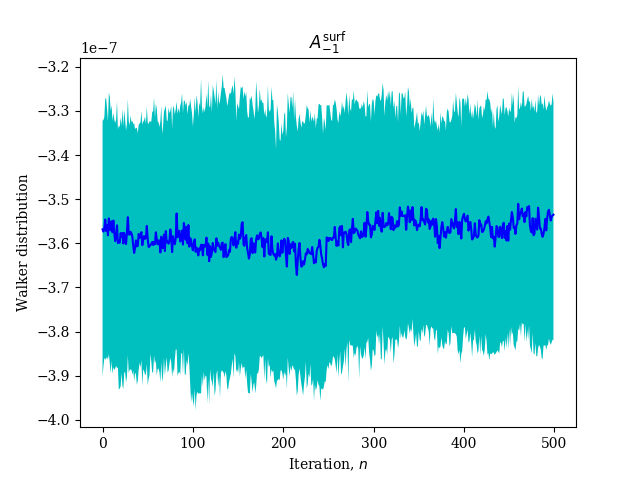 A_{-1}^{surf}
1e−7
−3.2
−3.3
−3.4
−3.5
−3.6
−3.7
−3.8
−3.9
−4.0
Walker distribution
0 100 200 300 400 500
Iteration, n